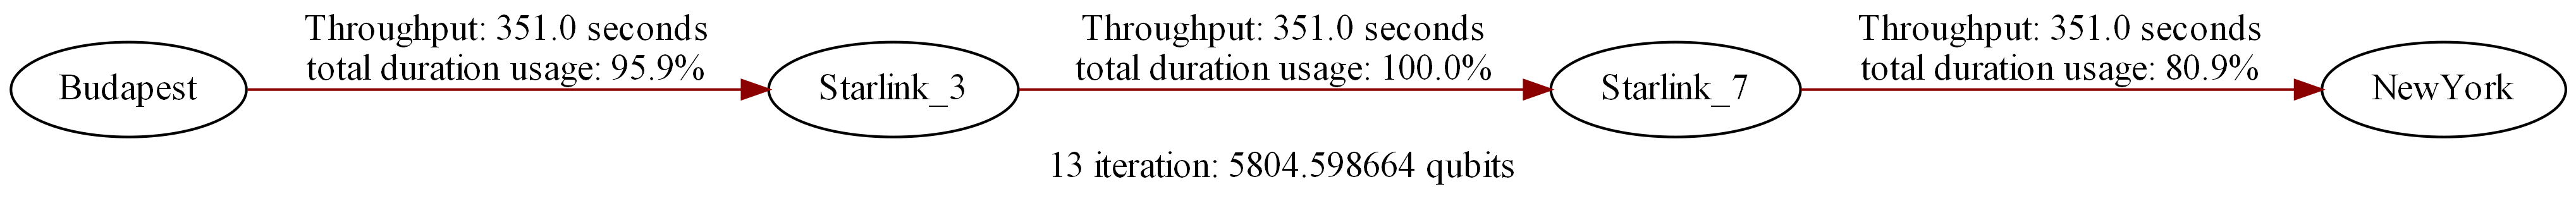 Throughput: 351.0 seconds
total duration usage: 95.9%
Throughput: 351.0 seconds
total duration usage: 100.0%
Throughput: 351.0 seconds
total duration usage: 80.9%
Budapest
Starlink_3
Starlink_7
NewYork
13 iteration: 5804.598664 qubits